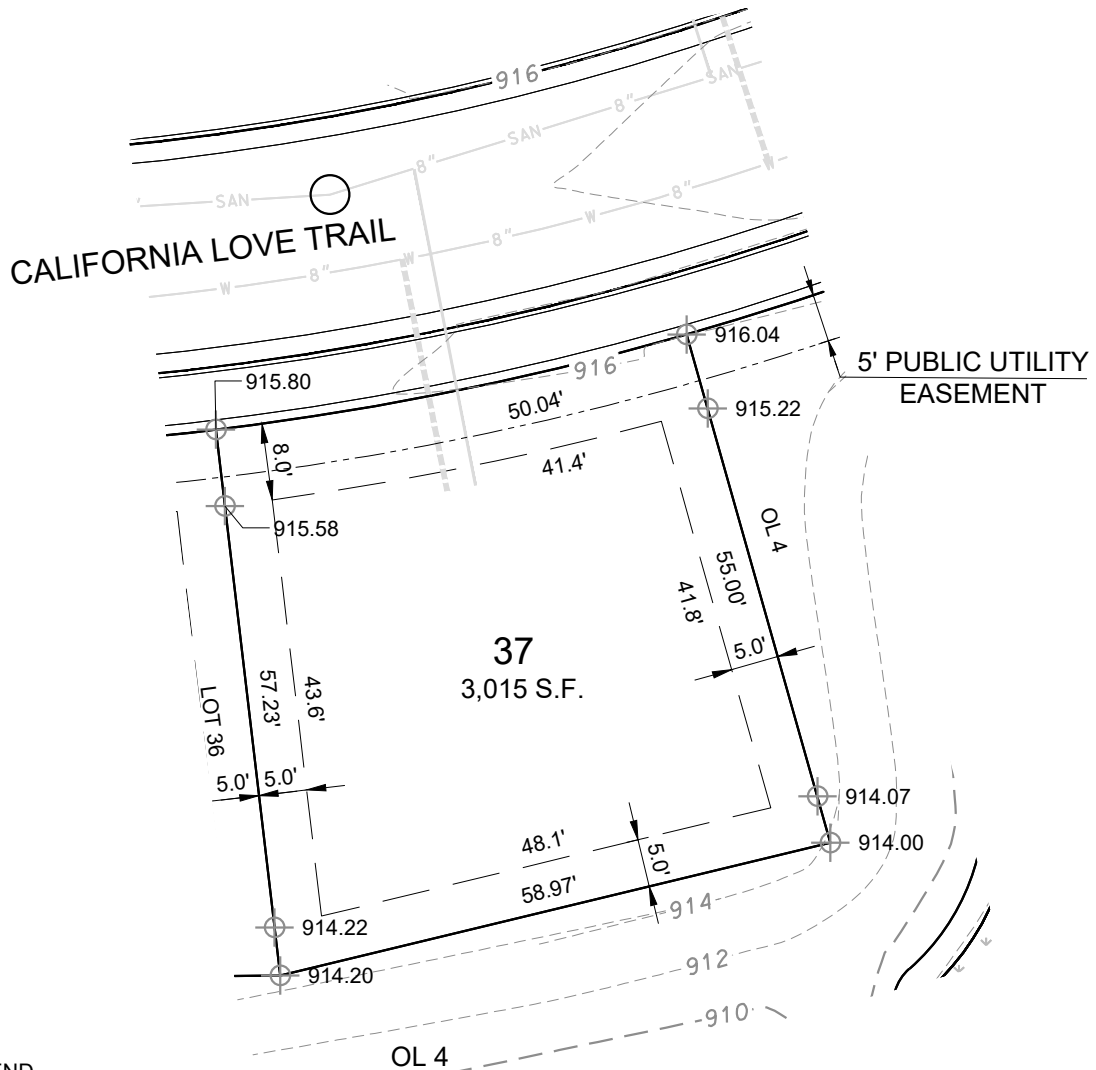 916
SAN
8"
SAN
8"
SAN
8"
W
8"
W
8"
W
8"
W
CALIFORNIA LOVE TRAIL
916.04
915.80
916
5' PUBLIC UTILITY
EASEMENT
50.04'
915.22
8.0'
41.4'
915.58
OL 4
55.00'
41.8'
5.0'
37
3,015 S.F.
LOT 36
57.23'
43.6'
5.0'
5.0'
914.07
914.00
48.1'
5.0'
58.97'
914
914.22
914.20
912
910
OL 4